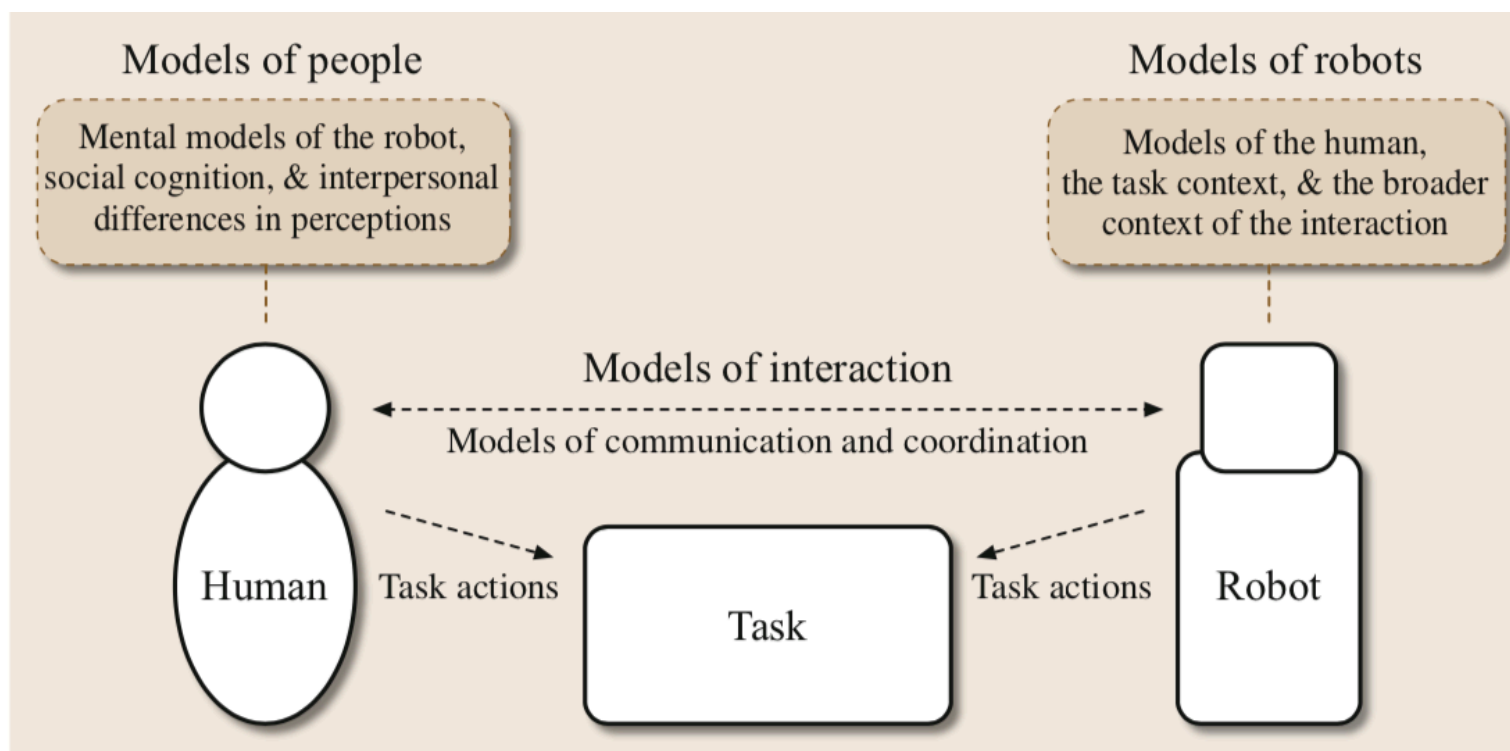 Models of people
Mental models of the robot,
social cognition, & interpersonal
differences in perceptions
Models of robots
Models of the human,
the task context, & the broader
context of the interaction
Models of interaction
Models of communication and coordination
Human
Task actions
Task
Task actions
Robot